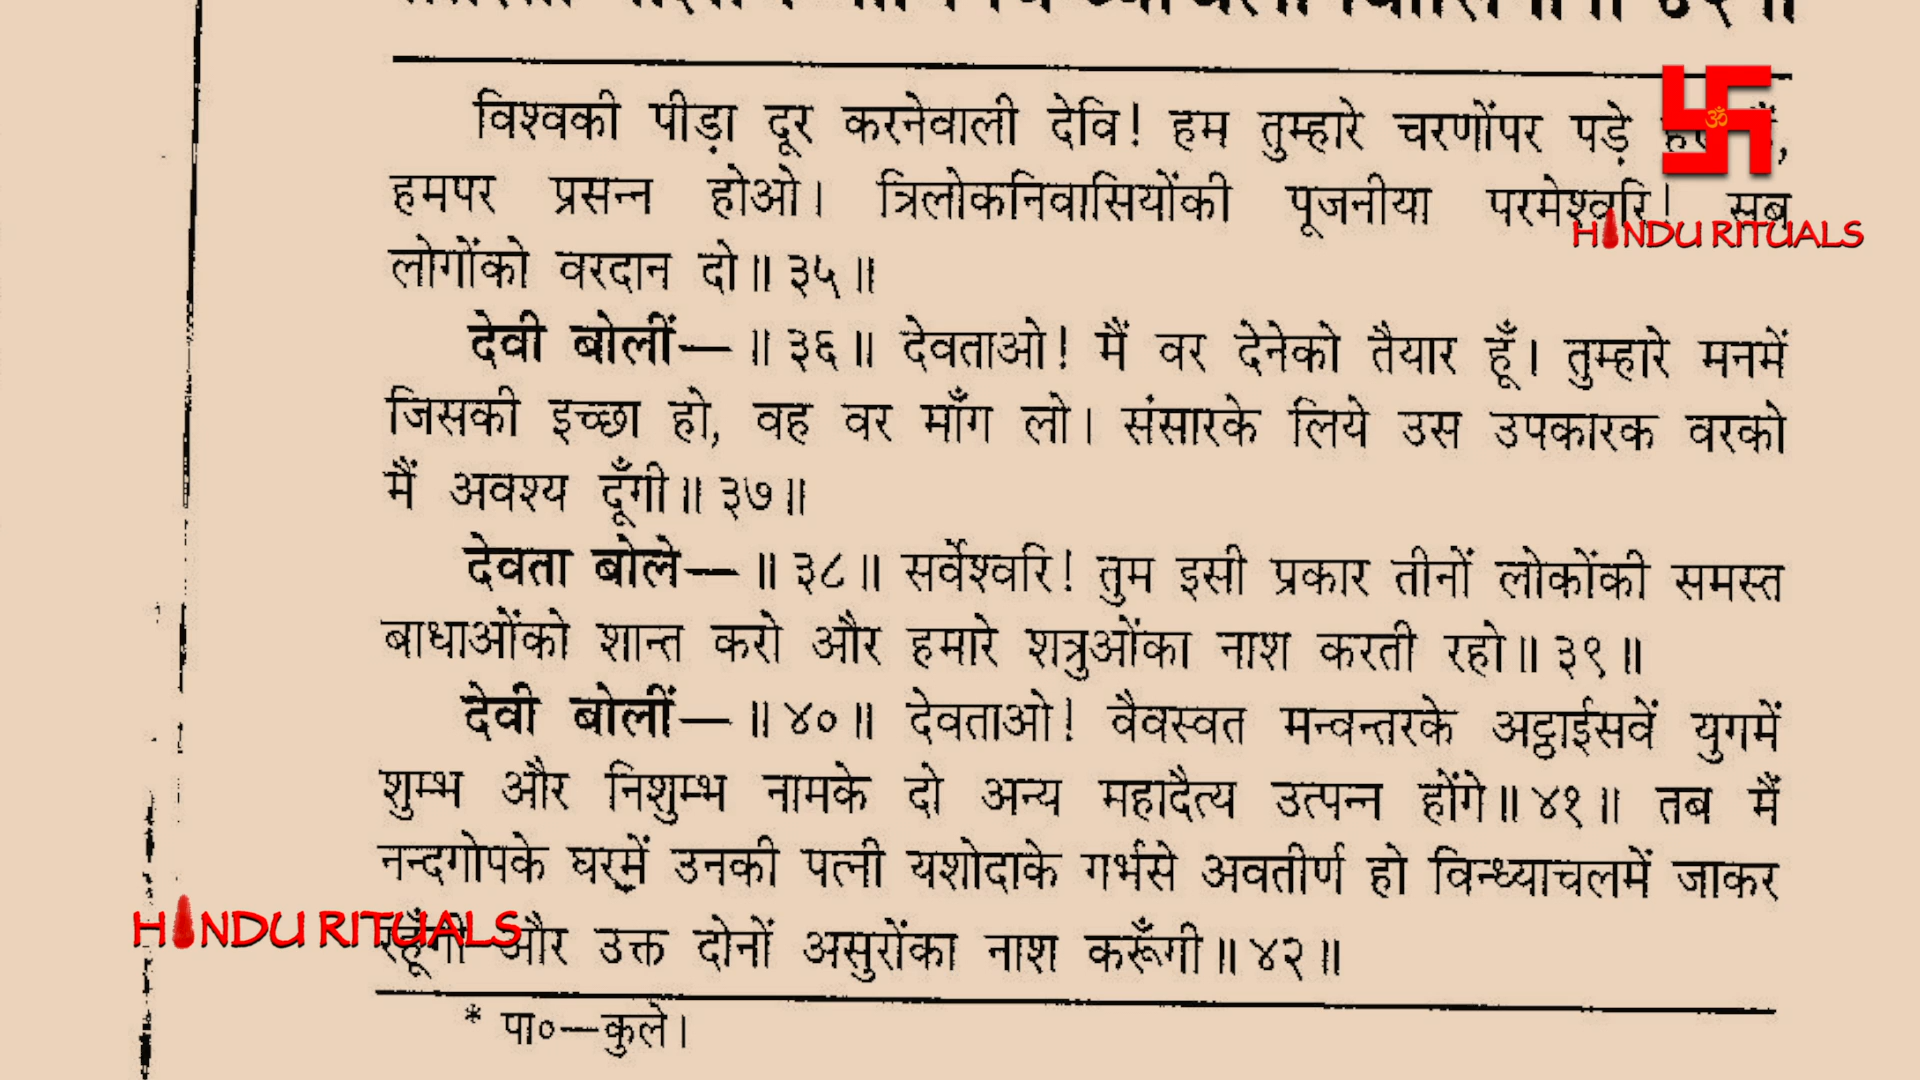 विश्वकी पीड़ा दूर करनेवाली देवि! हम तुम्हारे चरणोंपर पड़े
हमपर प्रसन्न होओ। त्रिलोकनिवासियोंकी पूजनीया परमेश्वरि! सब
HINDU RITUALS
लोगोंको वरदान दो॥ ३५ ॥
देवी बोलीं— ॥ ३६ ॥ देवताओ! मैं वर देनेको तैयार हूँ। तुम्हारे मनमें
जिसकी इच्छा हो, वह वर माँग लो। संसारके लिये उस उपकारक वरको
मैं अवश्य दूँगी॥ ३७॥
देवता बोले— ॥ ३८॥ सर्वेश्वरि! तुम इसी प्रकार तीनों लोकोंकी समस्त
बाधाओंको शान्त करो और हमारे शत्रुओंका नाश करती रहो॥ ३९॥
देवी बोलीं— ॥ ४० ॥ देवताओ! वैवस्वत मन्वन्तरके अट्ठाईसवें युगमें
शुम्भ और निशुम्भ नामके दो अन्य महादैत्य उत्पन्न होंगे॥ ४१॥ तब मैं
नन्दगोपके घरमें उनकी पत्नी यशोदाके गर्भसे अवतीर्ण हो विन्ध्याचलमें जाकर
HINDU RITUALS
और उक्त दोनों असुरोंका नाश करूँगी॥ ४२॥
* पा०—कुले।